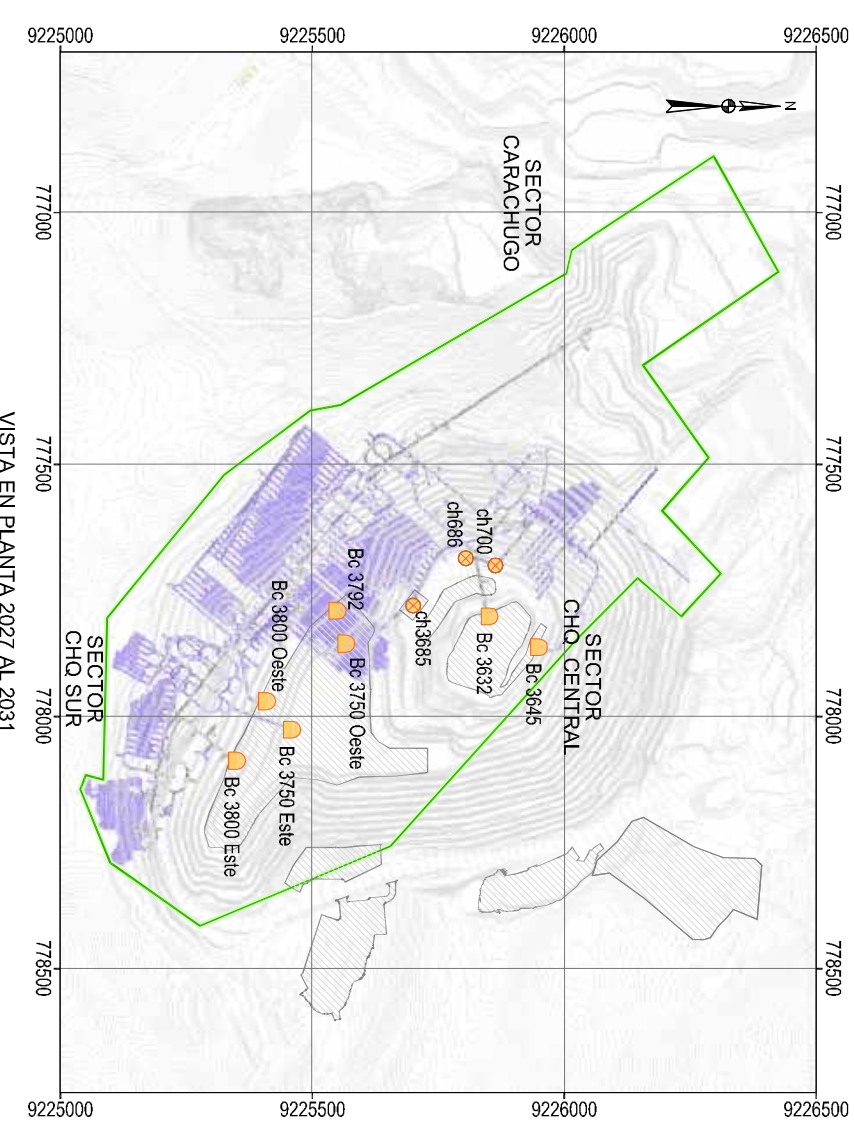 9225000
9225500
9226000
9226500
N
777000
777000
SECTOR
CARACHUGO
777500
777500
ch686
ch700
ch3685
Bc 3792
Bc 3632
Bc 3645
SECTOR
CHQ CENTRAL
Bc 3800 Oeste
Bc 3750 Oeste
SECTOR
CHQ SUR
778000
778000
Bc 3750 Este
Bc 3800 Este
778500
778500
9225000
9225500
9226000
9226500
VISTA EN PLANTA 2027 AL 2031